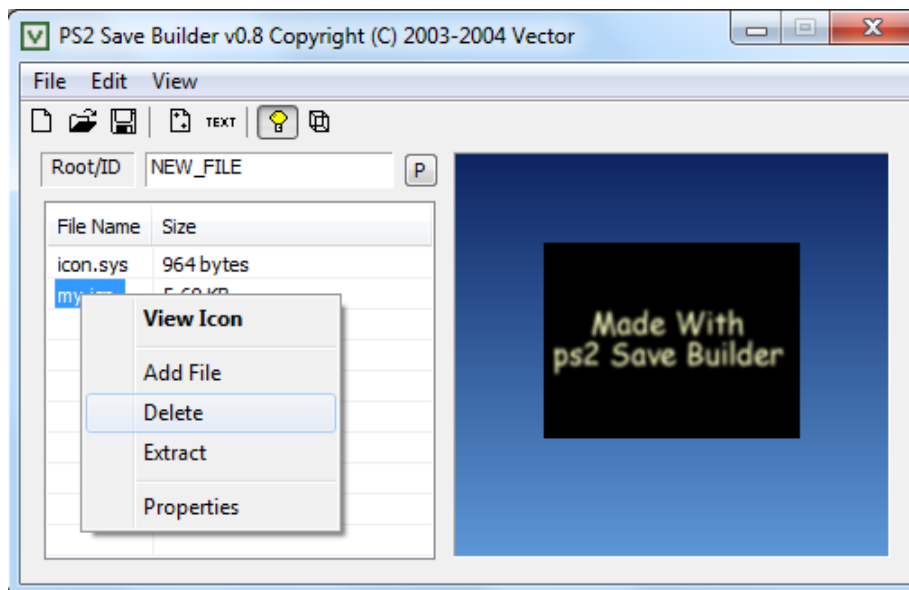 PS2 Save Builder v0.8 Copyright (C) 2003-2004 Vector
File Edit View
TEXT
Root/ID NEW_FILE P
File Name Size
icon.sys 964 bytes
View Icon
Add File
Delete
Extract
Properties
Made With
ps2 Save Builder